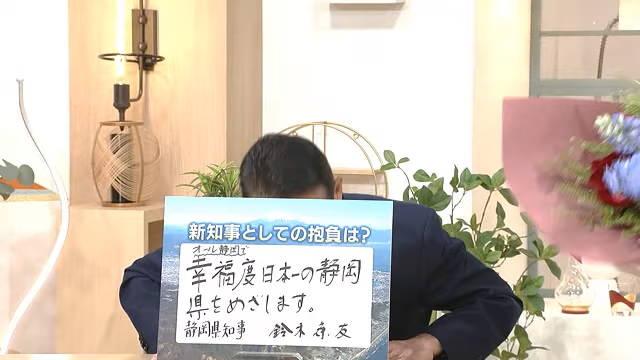 新知事としての抱負は?
オール静岡で
幸福度日本一の静岡
県をめざします。
静岡県知事 鈴木康友